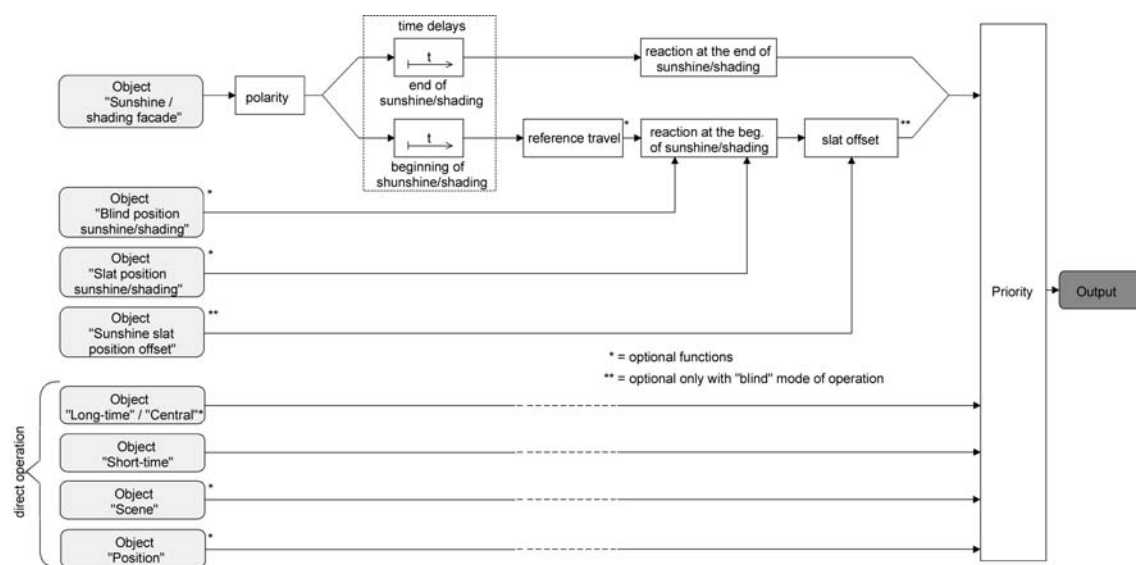 time delays
t
end of
sunshine/shading
reaction at the end of
sunshine/shading
Object
"Sunshine /
shading facade"
polarity
t
beginning of
shunshine/shading
reference travel
*
reaction at the beg.
of sunshine/shading
slat offset
**
Object
"Blind position
sunshine/shading"
*
Object
"Slat position
sunshine/shading"
*
Object
"Sunshine slat
position offset"
**
Priority
Output
* = optional functions
** = optional only with "blind" mode of operation
direct operation
Object
"Long-time" / "Central"*
Object
"Short-time"
Object
"Scene"
*
Object
"Position"
*